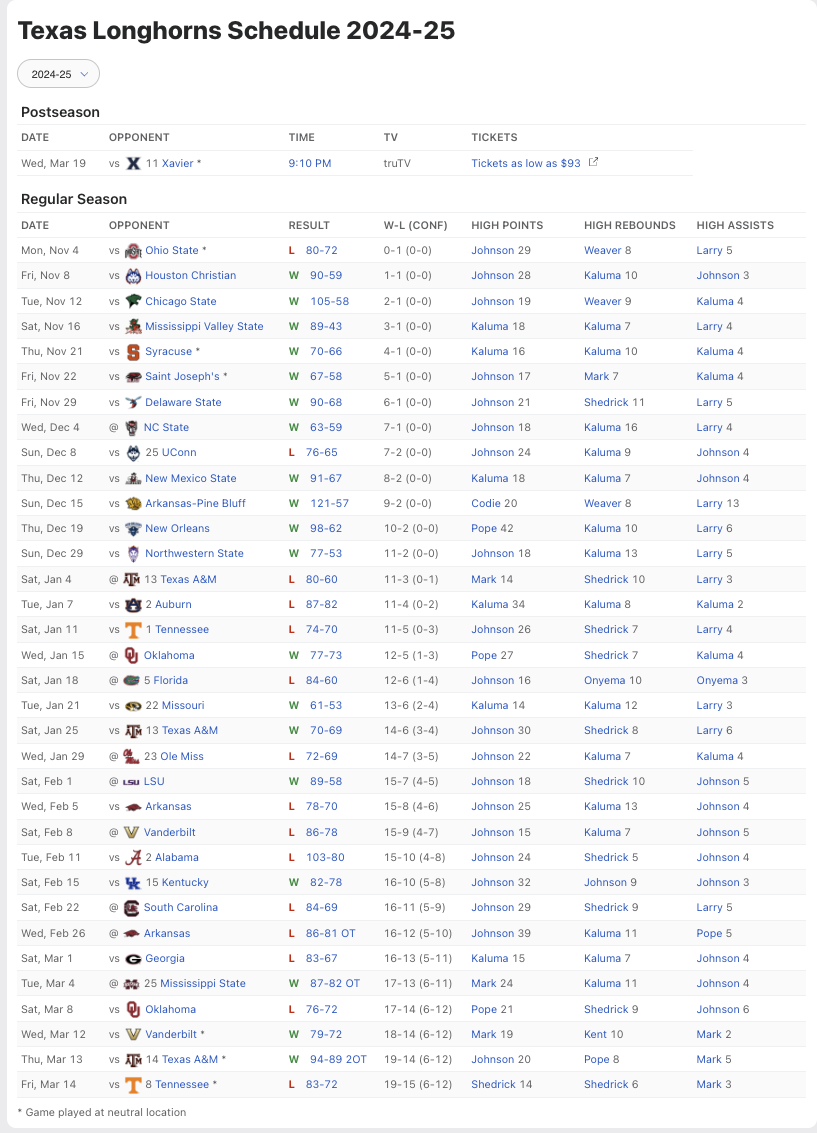 Texas Longhorns Schedule 2024-25
2024-25
Postseason
DATE OPPONENT TIME TV TICKETS
Wed, Mar 19 vs 11 Xavier * 9:10 PM truTV Tickets as low as $93
Regular Season
DATE OPPONENT RESULT W-L (CONF) HIGH POINTS HIGH REBOUNDS HIGH ASSISTS
Mon, Nov 4 vs Ohio State * L 80-72 0-1 (0-0) Johnson 29 Weaver 8 Larry 5
Fri, Nov 8 vs Houston Christian W 90-59 1-1 (0-0) Johnson 28 Kaluma 10 Johnson 3
Tue, Nov 12 vs Chicago State W 105-58 2-1 (0-0) Johnson 19 Weaver 9 Kaluma 4
Sat, Nov 16 vs Mississippi Valley State W 89-43 3-1 (0-0) Kaluma 18 Kaluma 7 Larry 4
Thu, Nov 21 vs Syracuse * W 70-66 4-1 (0-0) Kaluma 16 Kaluma 10 Kaluma 4
Fri, Nov 22 vs Saint Joseph's * W 67-58 5-1 (0-0) Johnson 17 Mark 7 Kaluma 4
Fri, Nov 29 vs Delaware State W 90-68 6-1 (0-0) Johnson 21 Shedrick 11 Larry 5
Wed, Dec 4 @ NC State W 63-59 7-1 (0-0) Johnson 18 Kaluma 16 Larry 4
Sun, Dec 8 vs 25 UConn L 76-65 7-2 (0-0) Johnson 24 Kaluma 9 Johnson 4
Thu, Dec 12 vs New Mexico State W 91-67 8-2 (0-0) Kaluma 18 Kaluma 7 Johnson 4
Sun, Dec 15 vs Arkansas-Pine Bluff W 121-57 9-2 (0-0) Codie 20 Weaver 8 Larry 13
Thu, Dec 19 vs New Orleans W 98-62 10-2 (0-0) Pope 42 Kaluma 10 Larry 6
Sun, Dec 29 vs Northwestern State W 77-53 11-2 (0-0) Johnson 18 Kaluma 13 Larry 5
Sat, Jan 4 @ 13 Texas A&M L 80-60 11-3 (0-1) Mark 14 Shedrick 10 Larry 3
Tue, Jan 7 vs 2 Auburn L 87-82 11-4 (0-2) Kaluma 34 Kaluma 8 Kaluma 2
Sat, Jan 11 vs 1 Tennessee L 74-70 11-5 (0-3) Johnson 26 Shedrick 7 Larry 4
Wed, Jan 15 @ Oklahoma W 77-73 12-5 (1-3) Pope 27 Shedrick 7 Kaluma 4
Sat, Jan 18 @ 5 Florida L 84-60 12-6 (1-4) Johnson 16 Onyema 10 Onyema 3
Tue, Jan 21 vs 22 Missouri W 61-53 13-6 (2-4) Kaluma 14 Kaluma 12 Larry 3
Sat, Jan 25 vs 13 Texas A&M W 70-69 14-6 (3-4) Johnson 30 Shedrick 8 Larry 6
Wed, Jan 29 @ 23 Ole Miss L 72-69 14-7 (3-5) Johnson 22 Kaluma 7 Kaluma 4
Sat, Feb 1 @ LSU W 89-58 15-7 (4-5) Johnson 18 Shedrick 10 Johnson 5
Wed, Feb 5 vs Arkansas L 78-70 15-8 (4-6) Johnson 25 Kaluma 13 Johnson 4
Sat, Feb 8 @ Vanderbilt L 86-78 15-9 (4-7) Johnson 15 Kaluma 7 Johnson 5
Tue, Feb 11 vs 2 Alabama L 103-80 15-10 (4-8) Johnson 24 Shedrick 5 Johnson 4
Sat, Feb 15 vs 15 Kentucky W 82-78 16-10 (5-8) Johnson 32 Johnson 9 Johnson 3
Sat, Feb 22 @ South Carolina L 84-69 16-11 (5-9) Johnson 29 Shedrick 9 Larry 5
Wed, Feb 26 @ Arkansas L 86-81 OT 16-12 (5-10) Johnson 39 Kaluma 11 Pope 5
Sat, Mar 1 vs Georgia L 83-67 16-13 (5-11) Kaluma 15 Kaluma 7 Johnson 4
Tue, Mar 4 @ 25 Mississippi State W 87-82 OT 17-13 (6-11) Mark 24 Kaluma 11 Johnson 4
Sat, Mar 8 vs Oklahoma L 76-72 17-14 (6-12) Pope 21 Shedrick 9 Johnson 6
Wed, Mar 12 vs Vanderbilt * W 79-72 18-14 (6-12) Mark 19 Kent 10 Mark 2
Thu, Mar 13 vs 14 Texas A&M * W 94-89 2OT 19-14 (6-12) Johnson 20 Pope 8 Mark 5
Fri, Mar 14 vs 8 Tennessee * L 83-72 19-15 (6-12) Shedrick 14 Shedrick 6 Mark 3
* Game played at neutral location